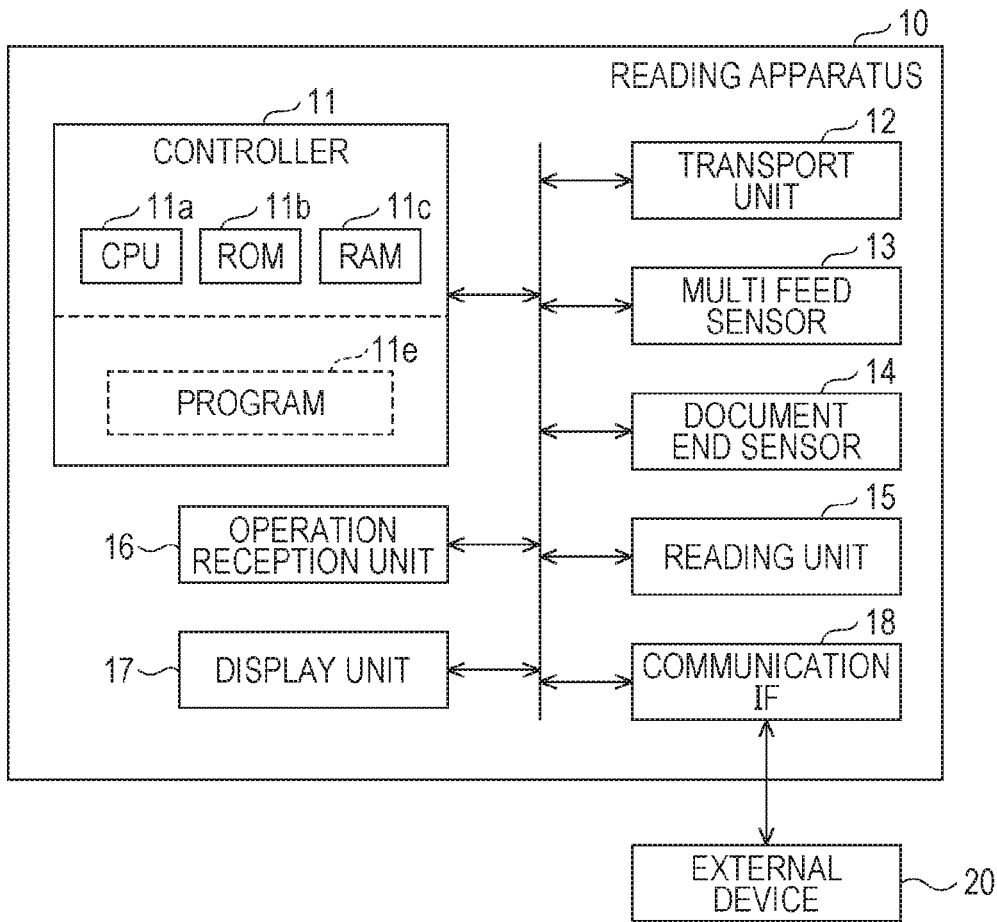 10
READING APPARATUS
11
CONTROLLER
11a
11b
11c
CPU
ROM
RAM
11e
PROGRAM
12
TRANSPORT
UNIT
13
MULTI FEED
SENSOR
14
DOCUMENT
END SENSOR
16
OPERATION
RECEPTION UNIT
15
READING UNIT
17
DISPLAY UNIT
18
COMMUNICATION
IF
EXTERNAL
DEVICE
20